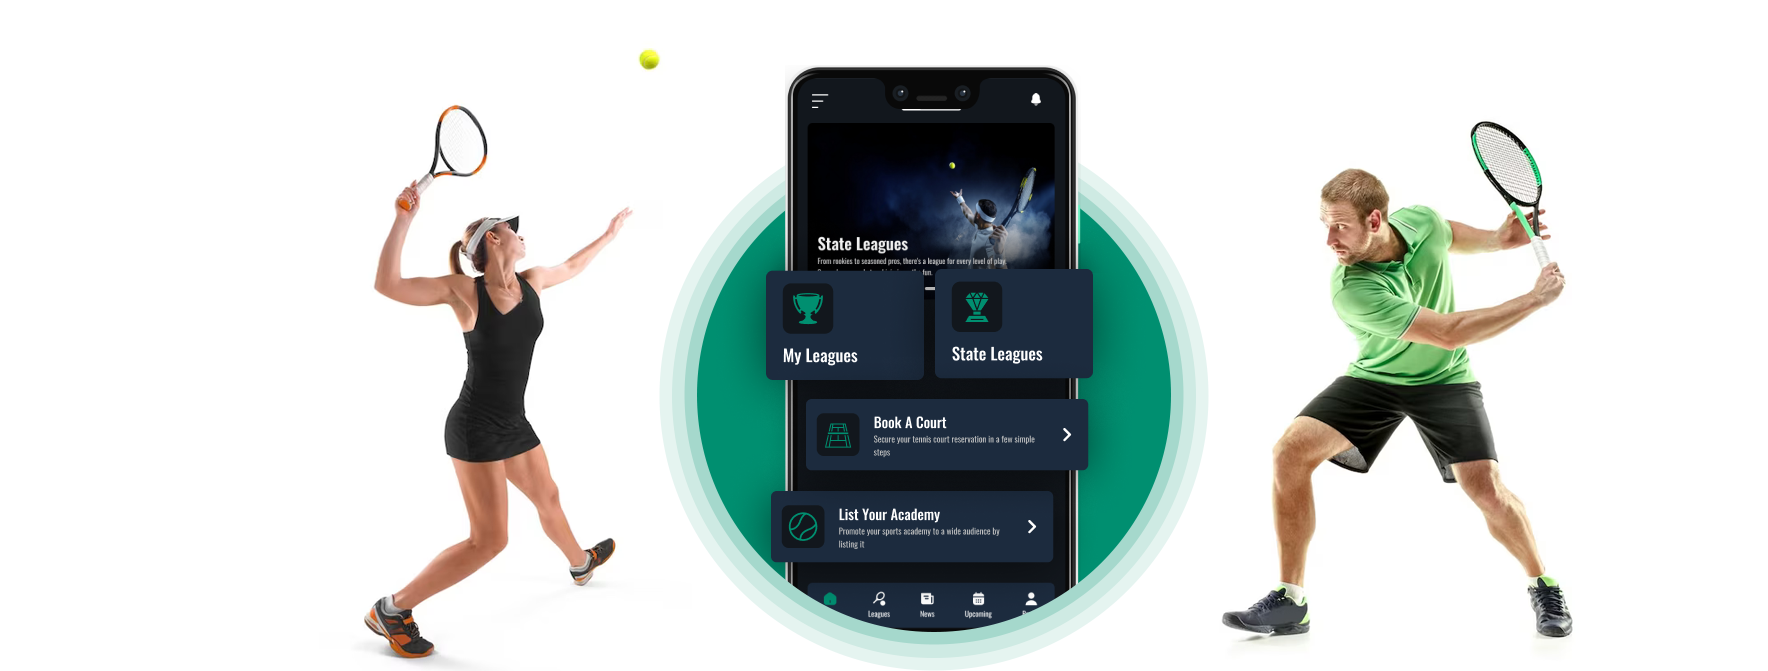 State Leagues
From rookies to seasoned pros, there's a league for every level of play.
fun.
My Leagues
State Leagues
Book A Court
Secure your tennis court reservation in a few simple
steps
List Your Academy
Promote your sports academy to a wide audience by
listing it
Leagues
News
Upcoming